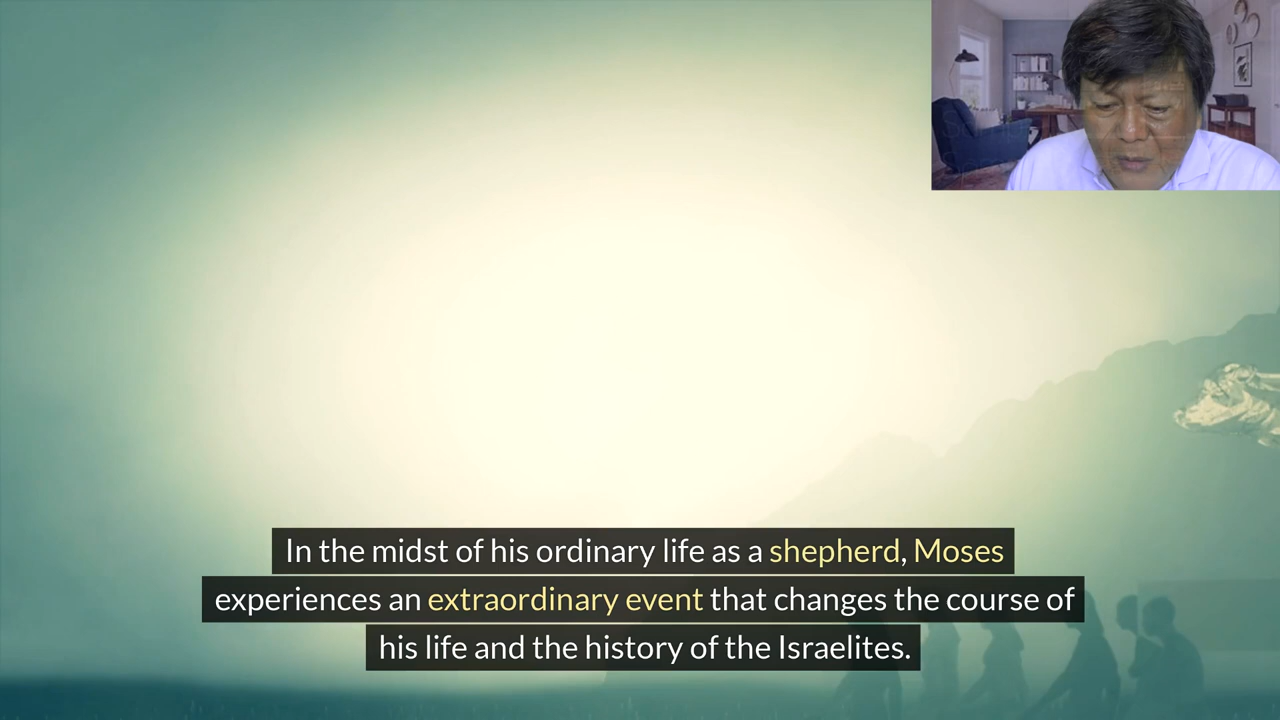 In the midst of his ordinary life as a shepherd, Moses
experiences an extraordinary event that changes the course of
his life and the history of the Israelites.